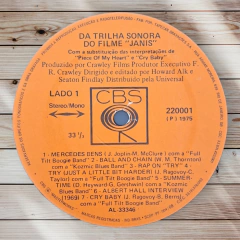 DA TRILHA SONORA
DO FILME "JANIS"
Com a substituição das interpretações de
"Piece Of My Heart" e "Cry Baby"
Produzido por Crawley Films Produtor Executivo F.
R. Crawley Dirigido e editado por Howard Alk e
Seaton Findlay Distribuído pela Universal
LADO 1
CBS
Stereo/Mono
220001
(P) 1975
33 ⅓
1 - MERCEDES BENS (J. Joplin-M. McClure) com a "Full
Tilt Boogie Band" 2 - BALL AND CHAIN (W. M. Thornton) com a
"Kozmic Blues Band" 3 - RAP ON "TRY" 4 -
TRY (JUST A LITTLE BIT HARDER) (J. Ragovoy-C.
Taylor) com a "Full Tilt Boogie Band" 5 - SUMMER-
TIME (D. Hayward-G. Gershwin) com a "Kozmic Blues
Band" 6 - ALBERT HALL INTERVIEW
(1969) 7 - CRY BABY (J. Ragovoy-B. Berns) com a "Full
Tilt Boogie Band"
AL-33346